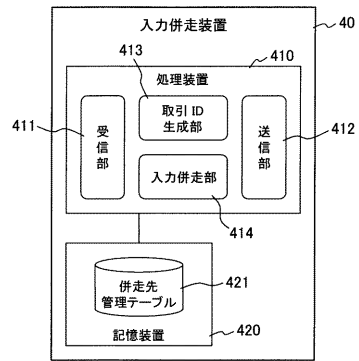 入力併走装置
40
413
410
処理装置
411
取引ID
生成部
412
受信部
送信部
入力併走部
414
併走先
管理テーブル
421
記憶装置
420